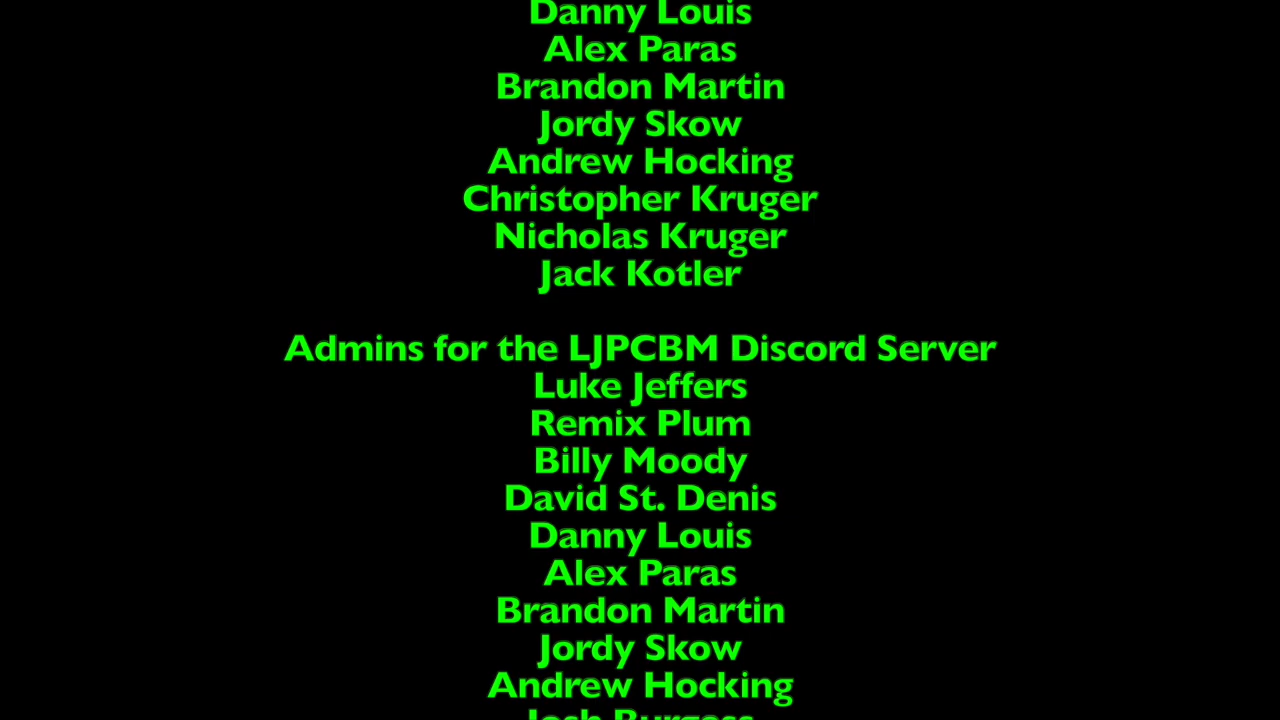 Danny Louis
Alex Paras
Brandon Martin
Jordy Skow
Andrew Hocking
Christopher Kruger
Nicholas Kruger
Jack Kotler
Admins for the LJPCBM Discord Server
Luke Jeffers
Remix Plum
Billy Moody
David St. Denis
Danny Louis
Alex Paras
Brandon Martin
Jordy Skow
Andrew Hocking
Josh Burgess